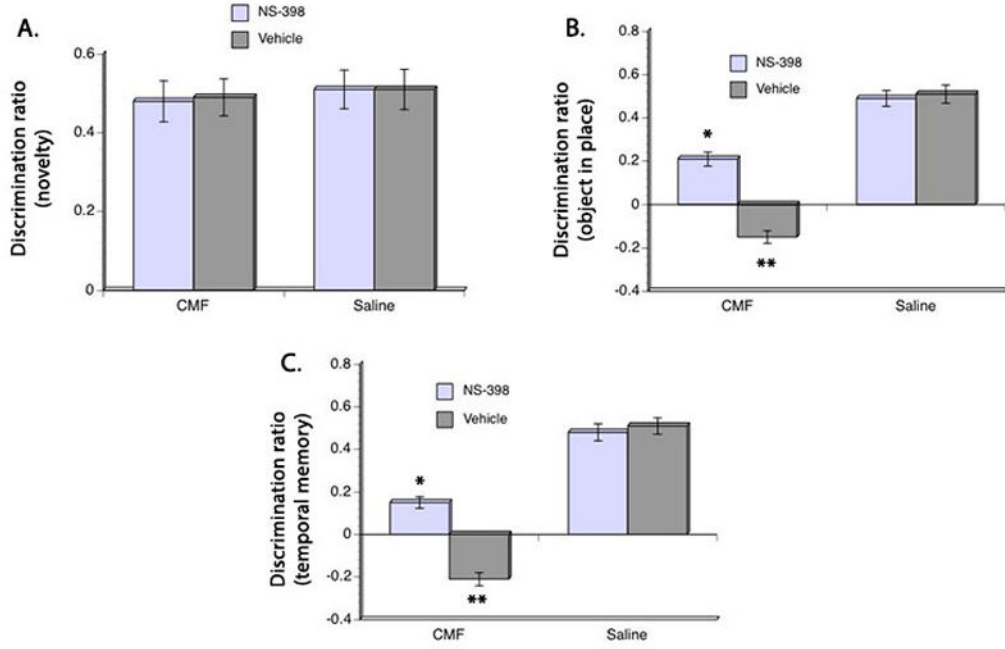 A.
NS-398
Vehicle
Discrimination ratio
(novelty)
0.6
0.4
0.2
0
CMF
Saline
B.
NS-398
Vehicle
Discrimination ratio
(object in place)
0.8
0.6
0.4
0.2
0
-0.2
-0.4
*
**
CMF
Saline
C.
NS-398
Vehicle
Discrimination ratio
(temporal memory)
0.8
0.6
0.4
0.2
0
-0.2
-0.4
*
**
CMF
Saline